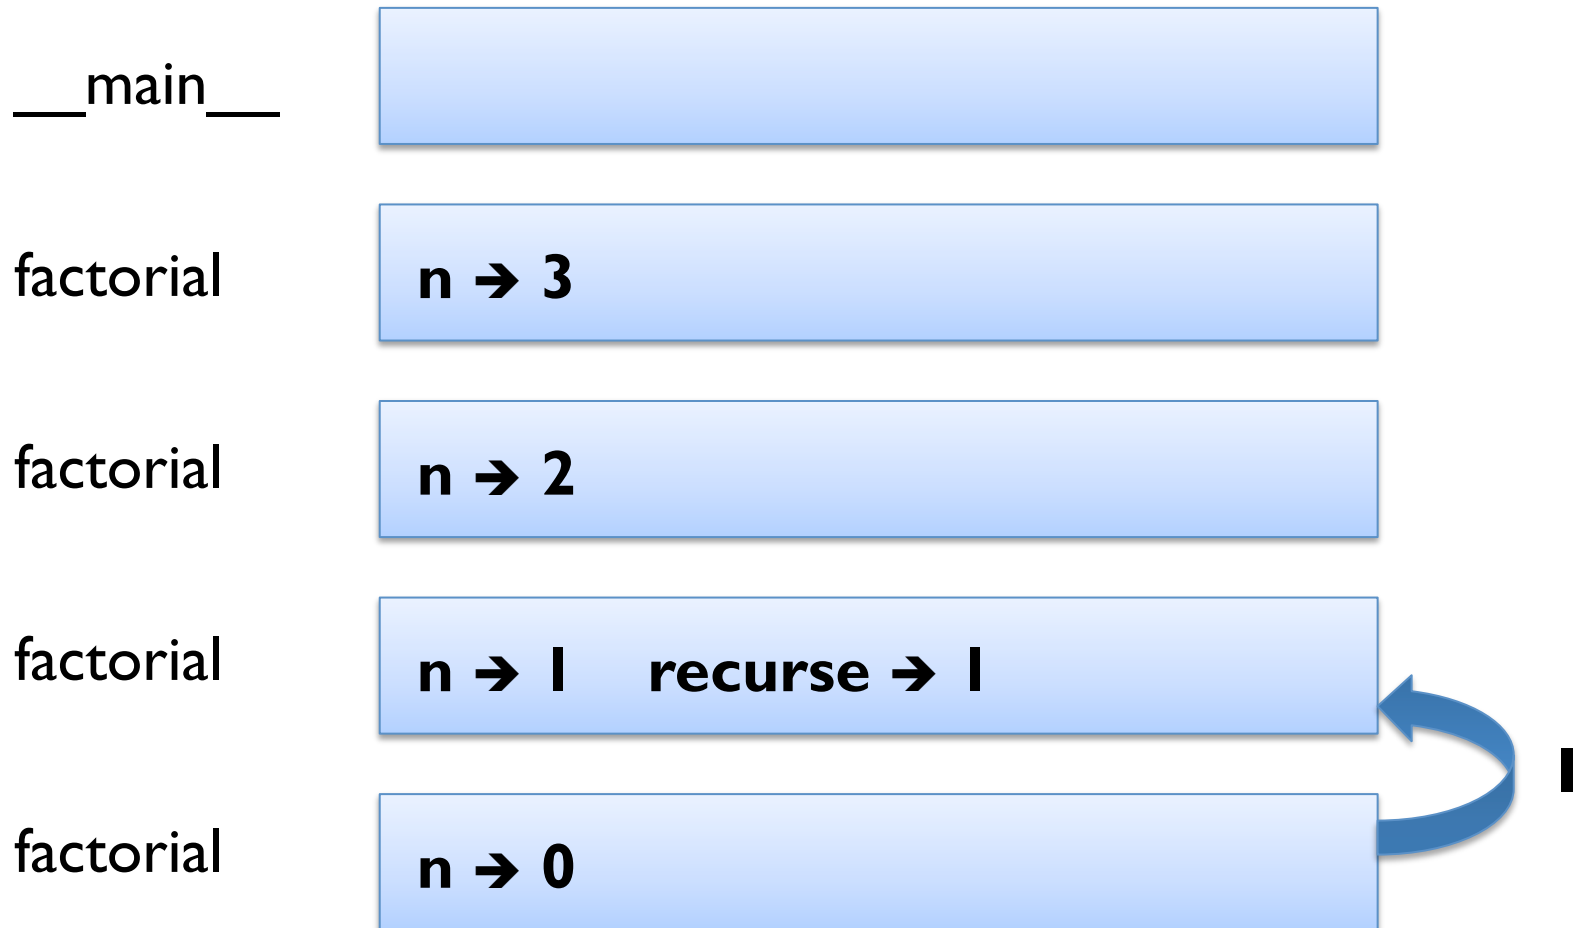 __main__
factorial n ➔ 3
factorial n ➔ 2
factorial n ➔ 1 recurse ➔ 1
1
factorial n ➔ 0